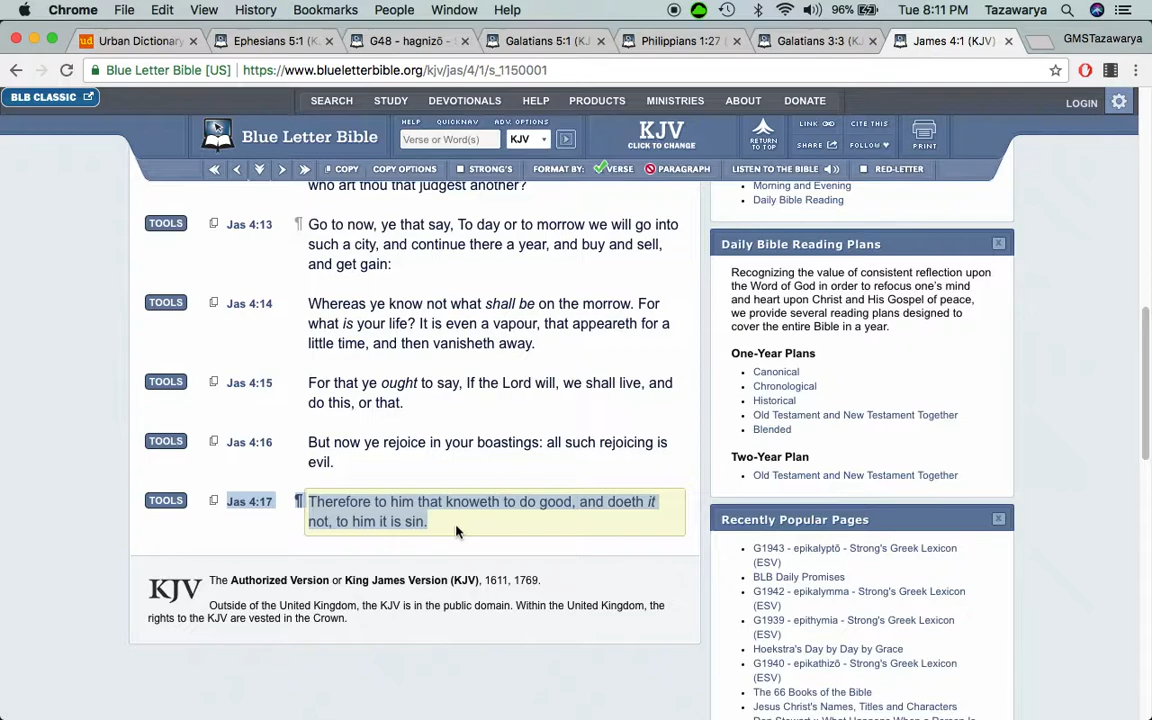 Chrome File Edit View History Bookmarks People Window Help 96% Tue 8:11 PM Tazawarya
ud Urban Dictionary × Ephesians 5:1 (K × G48 - hagnizō - S × Galatians 5:1 (KJ × Philippians 1:27 ( × Galatians 3:3 (KJ × James 4:1 (KJV) × GMSTazawarya
Blue Letter Bible [US] https://www.blueletterbible.org/kjv/jas/4/1/s_1150001
BLB CLASSIC
SEARCH STUDY DEVOTIONALS HELP PRODUCTS MINISTRIES ABOUT DONATE LOGIN
Blue Letter Bible
HELP QUICKNAV ADV. OPTIONS
Verse or Word(s) KJV
KJV
CLICK TO CHANGE
RETURN
TO TOP
LINK CITE THIS
SHARE FOLLOW
PRINT
COPY COPY OPTIONS STRONG'S FORMAT BY: VERSE PARAGRAPH LISTEN TO THE BIBLE RED-LETTER
who art thou that judgest another?
TOOLS Jas 4:13 ¶ Go to now, ye that say, To day or to morrow we will go into
such a city, and continue there a year, and buy and sell,
and get gain:
TOOLS Jas 4:14 Whereas ye know not what shall be on the morrow. For
what is your life? It is even a vapour, that appeareth for a
little time, and then vanisheth away.
TOOLS Jas 4:15 For that ye ought to say, If the Lord will, we shall live, and
do this, or that.
TOOLS Jas 4:16 But now ye rejoice in your boastings: all such rejoicing is
evil.
TOOLS Jas 4:17 ¶ Therefore to him that knoweth to do good, and doeth it
not, to him it is sin.
KJV The Authorized Version or King James Version (KJV), 1611, 1769.
Outside of the United Kingdom, the KJV is in the public domain. Within the United Kingdom, the
rights to the KJV are vested in the Crown.
Morning and Evening
Daily Bible Reading
Daily Bible Reading Plans x
Recognizing the value of consistent reflection upon
the Word of God in order to refocus one's mind
and heart upon Christ and His Gospel of peace,
we provide several reading plans designed to
cover the entire Bible in a year.
One-Year Plans
Canonical
Chronological
Historical
Old Testament and New Testament Together
Blended
Two-Year Plan
Old Testament and New Testament Together
Recently Popular Pages x
G1943 - epikalyptō - Strong's Greek Lexicon
(ESV)
BLB Daily Promises
G1942 - epikalymma - Strong's Greek Lexicon
(ESV)
G1939 - epithymia - Strong's Greek Lexicon
(ESV)
Hoekstra's Day by Day by Grace
G1940 - epikathizō - Strong's Greek Lexicon
(ESV)
The 66 Books of the Bible
Jesus Christ's Names, Titles and Characters